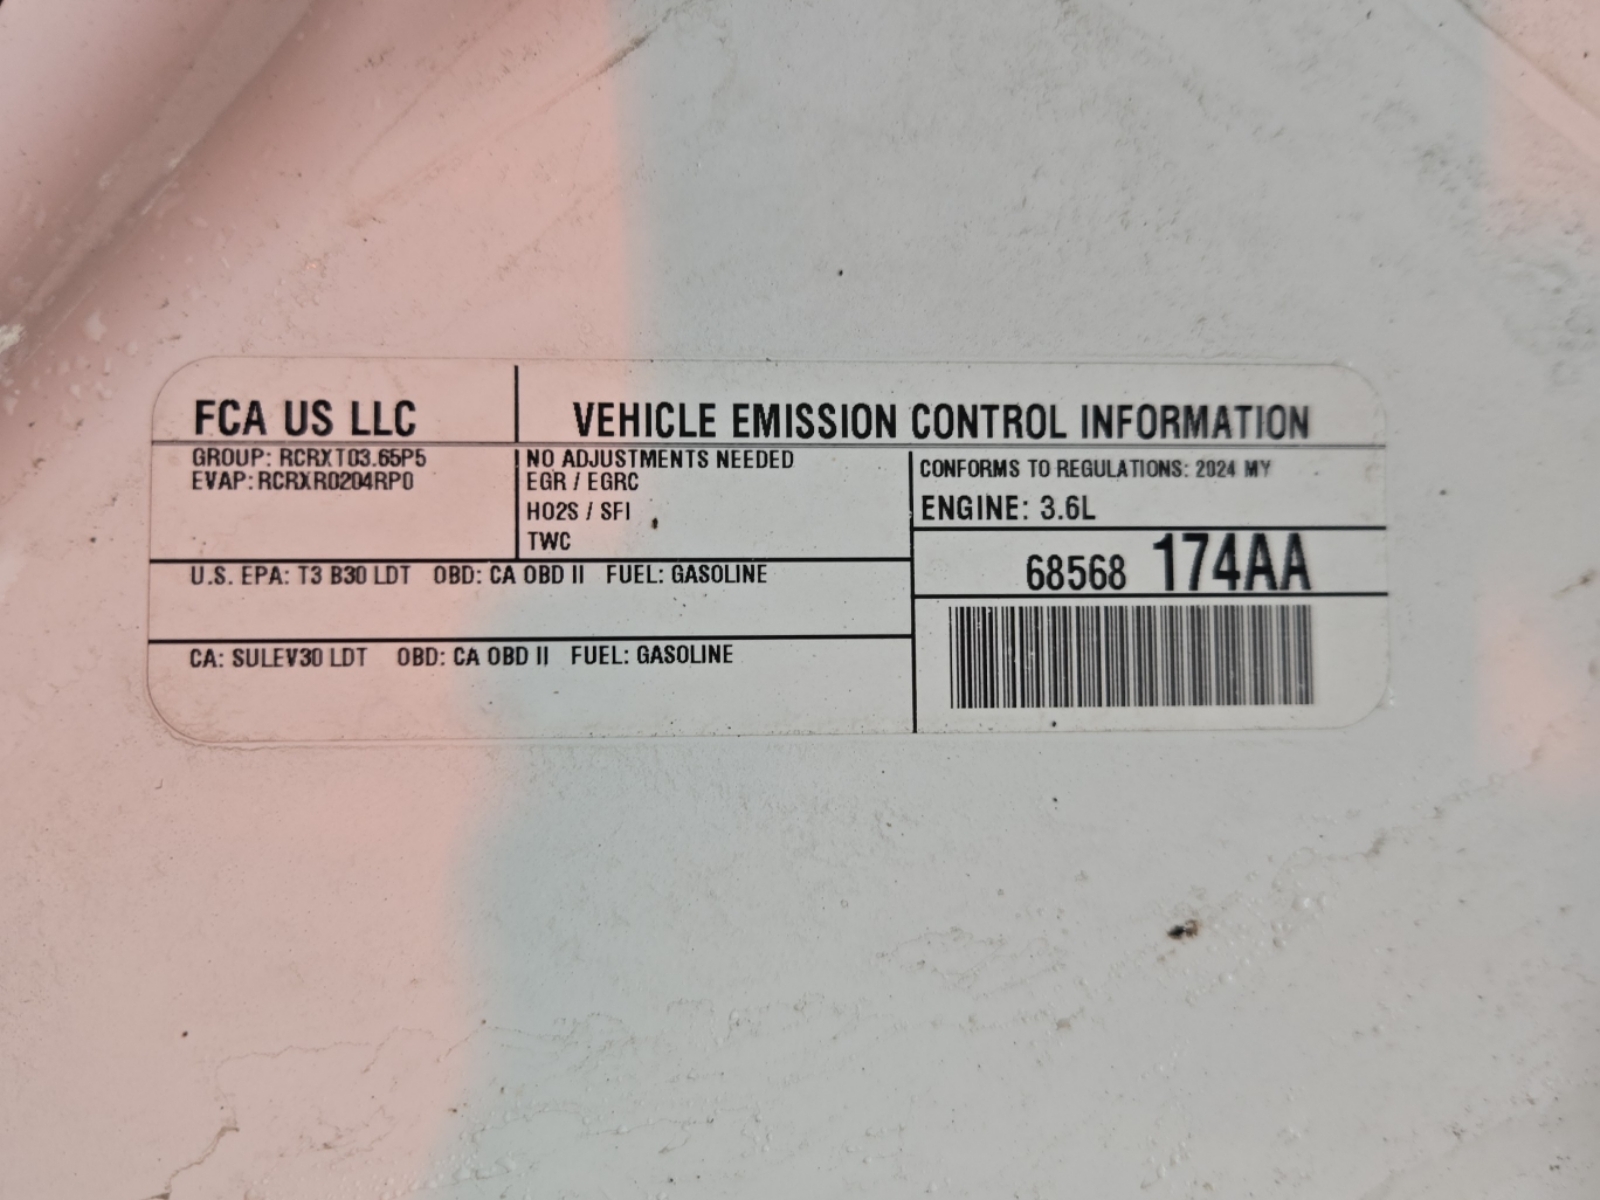 FCA US LLC
VEHICLE EMISSION CONTROL INFORMATION
GROUP: RCRXT03.65P5
EVAP: RCRXR0204RP0
NO ADJUSTMENTS NEEDED
EGR / EGRC
HO2S / SFI
TWC
CONFORMS TO REGULATIONS: 2024 MY
ENGINE: 3.6L
68568 174AA
U.S. EPA: T3 B30 LDT OBD: CA OBD II FUEL: GASOLINE
CA: SULEV30 LDT OBD: CA OBD II FUEL: GASOLINE